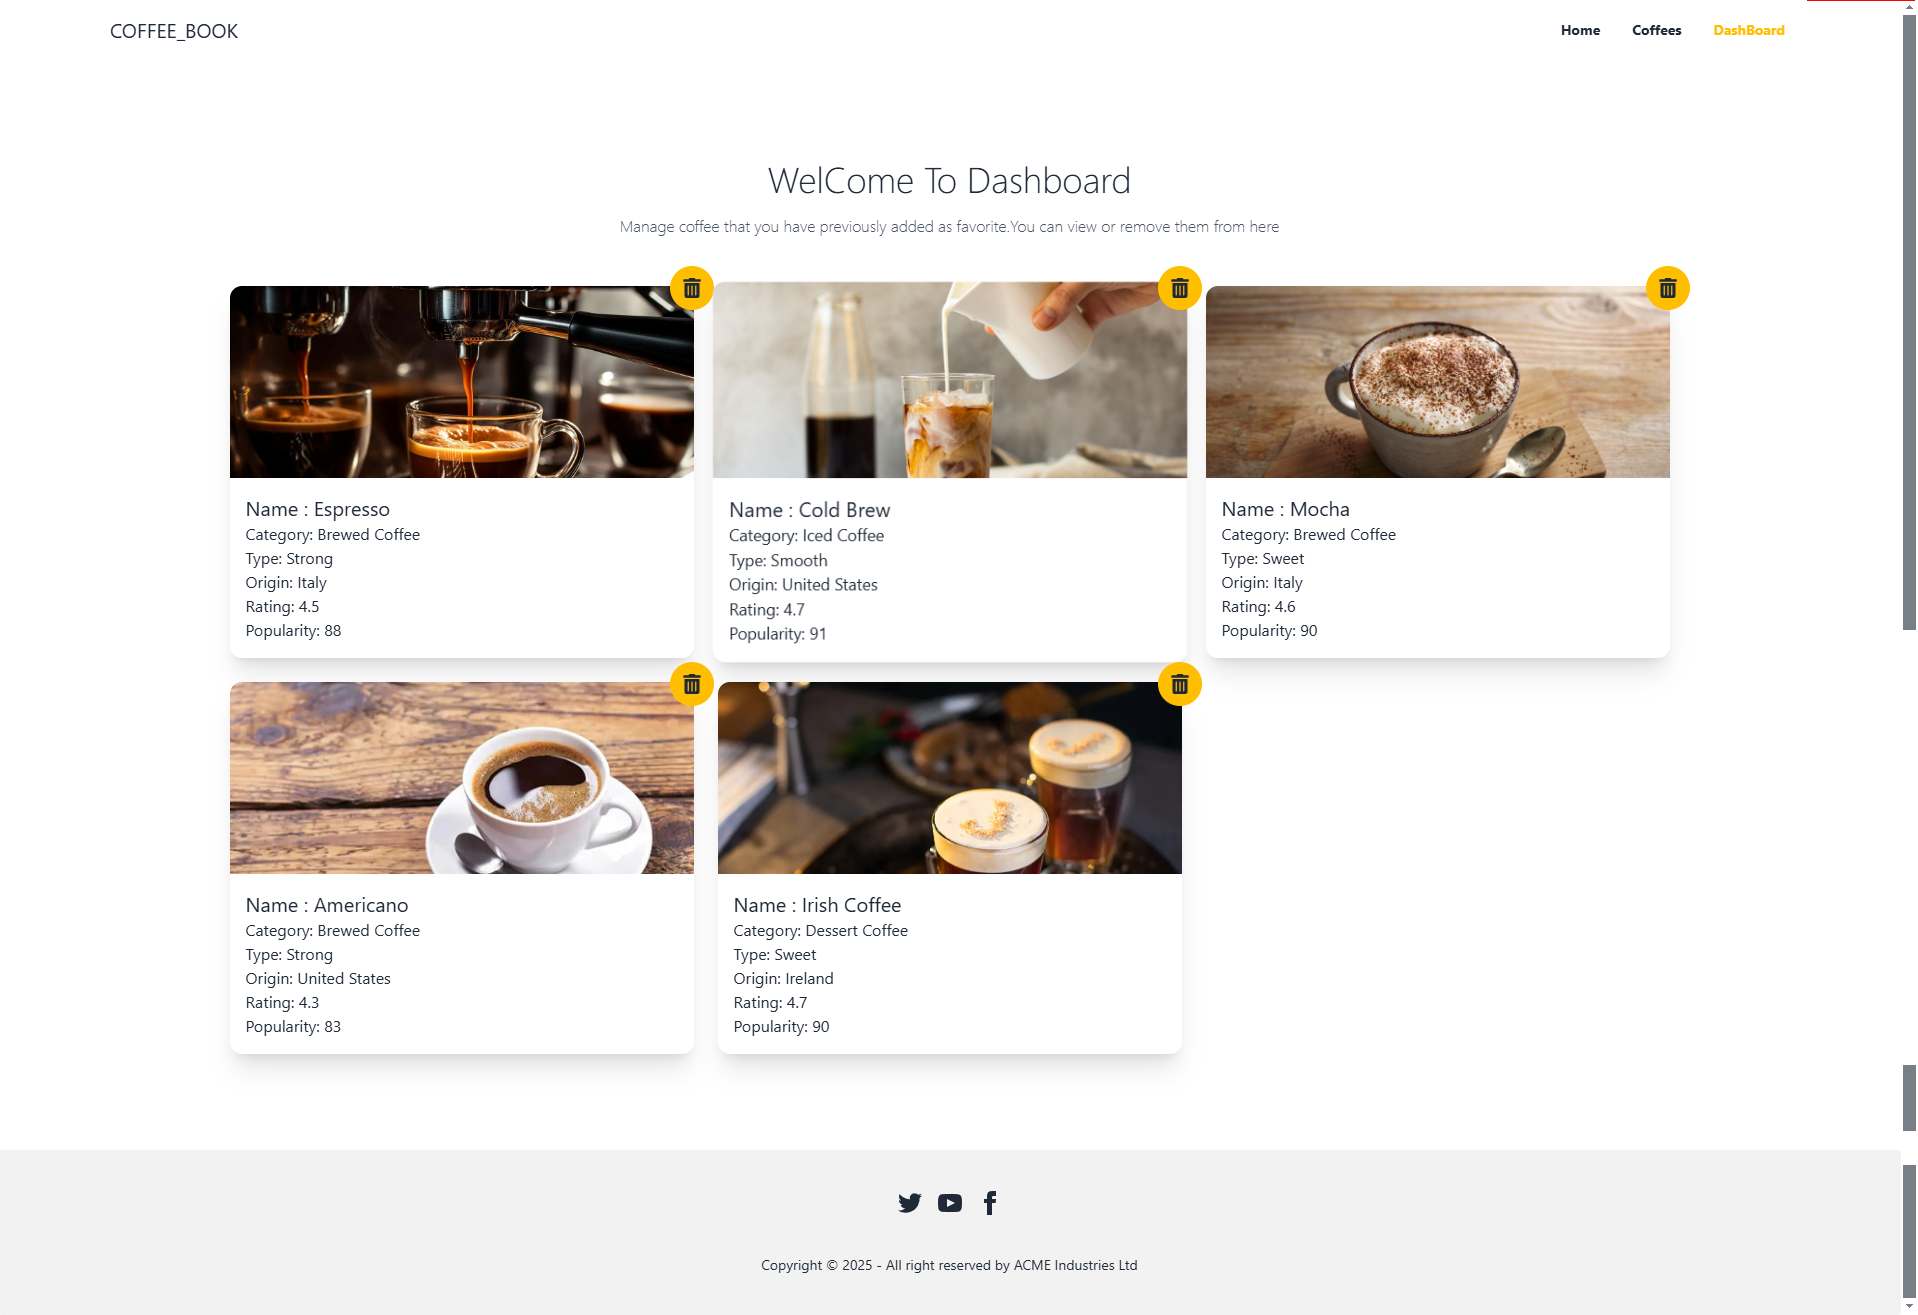 COFFEE_BOOK
Home Coffees DashBoard
WelCome To Dashboard
Manage coffee that you have previously added as favorite.You can view or remove them from here
Name : Espresso
Category: Brewed Coffee
Type: Strong
Origin: Italy
Rating: 4.5
Popularity: 88
Name : Cold Brew
Category: Iced Coffee
Type: Smooth
Origin: United States
Rating: 4.7
Popularity: 91
Name : Mocha
Category: Brewed Coffee
Type: Sweet
Origin: Italy
Rating: 4.6
Popularity: 90
Name : Americano
Category: Brewed Coffee
Type: Strong
Origin: United States
Rating: 4.3
Popularity: 83
Name : Irish Coffee
Category: Dessert Coffee
Type: Sweet
Origin: Ireland
Rating: 4.7
Popularity: 90
Copyright © 2025 - All right reserved by ACME Industries Ltd